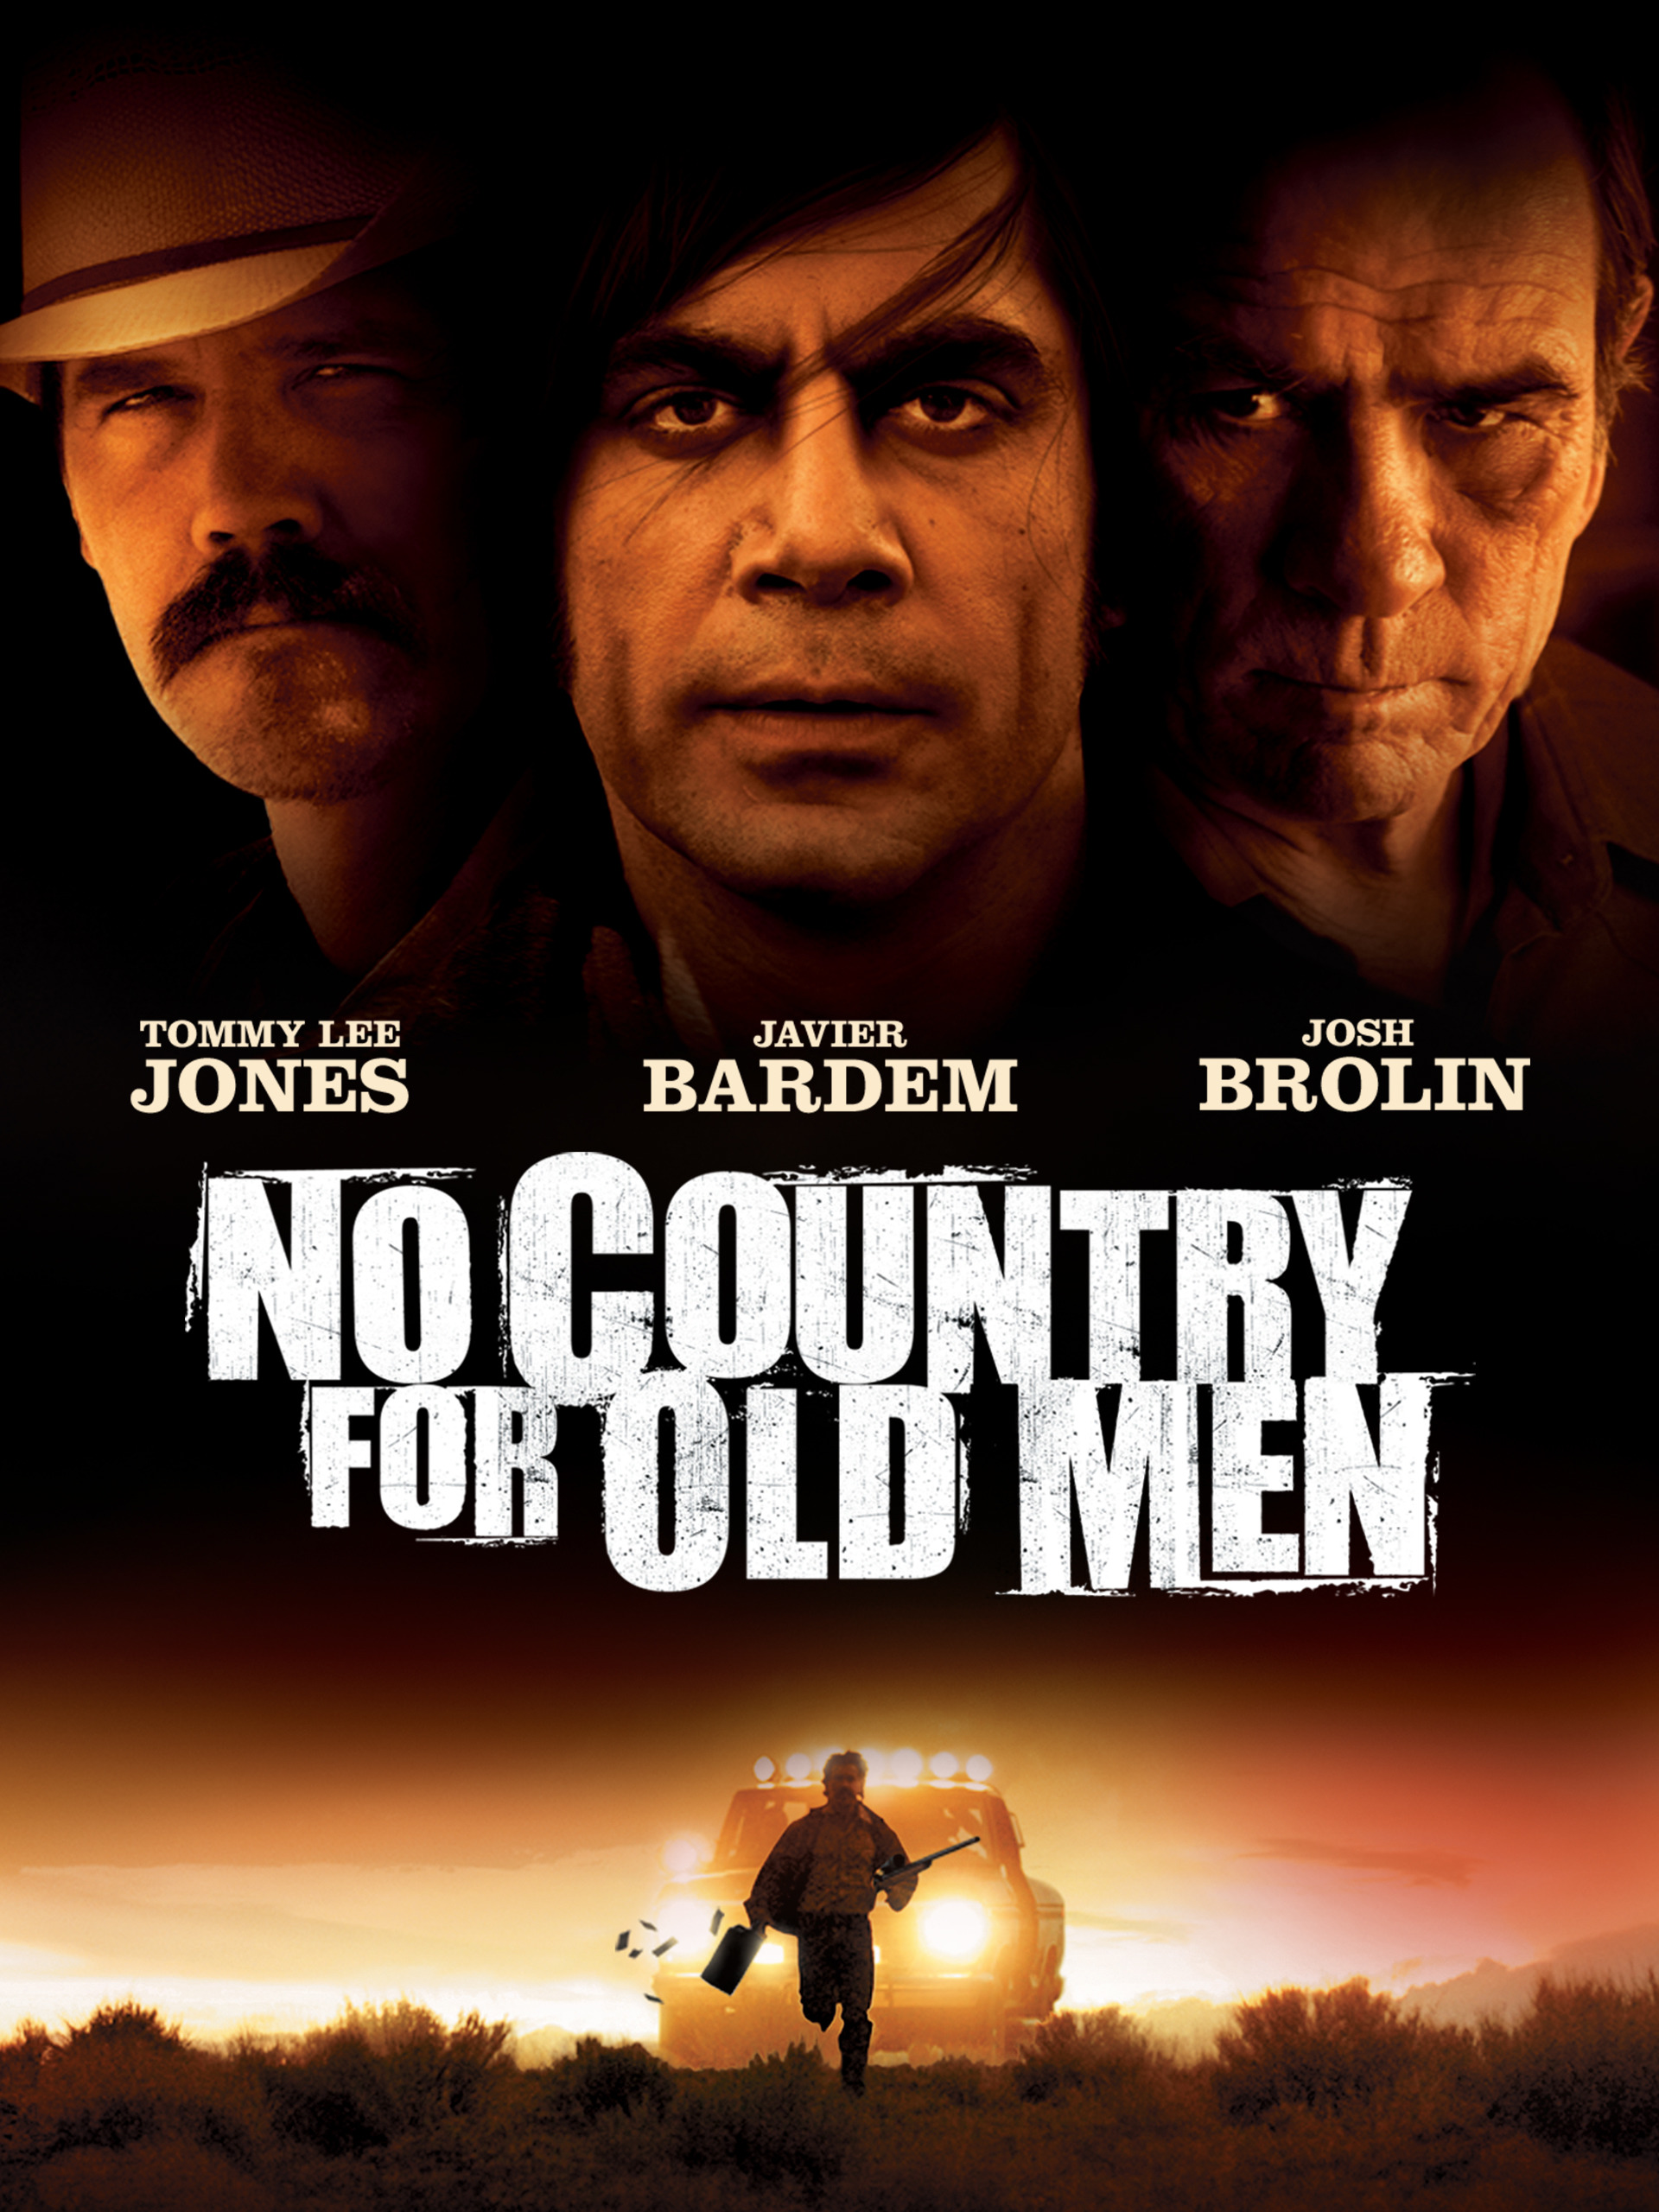 TOMMY LEE
JONES
JAVIER
BARDEM
JOSH
BROLIN
NO COUNTRY
FOR OLD MEN